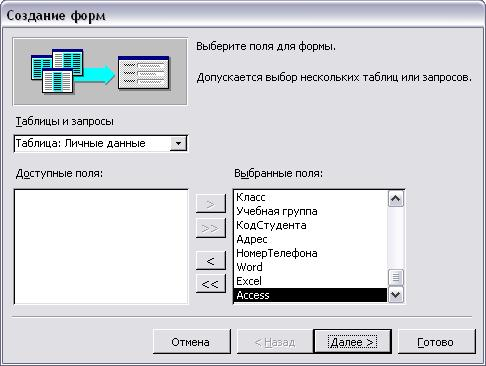 Создание форм
Выберите поля для формы.
Допускается выбор нескольких таблиц или запросов.
Таблицы и запросы
Таблица: Личные данные
Доступные поля:
Выбранные поля:
>
>>
<
<<
Класс
Учебная группа
КодСтудента
Адрес
НомерТелефона
Word
Excel
Access
Отмена
< Назад
Далее >
Готово